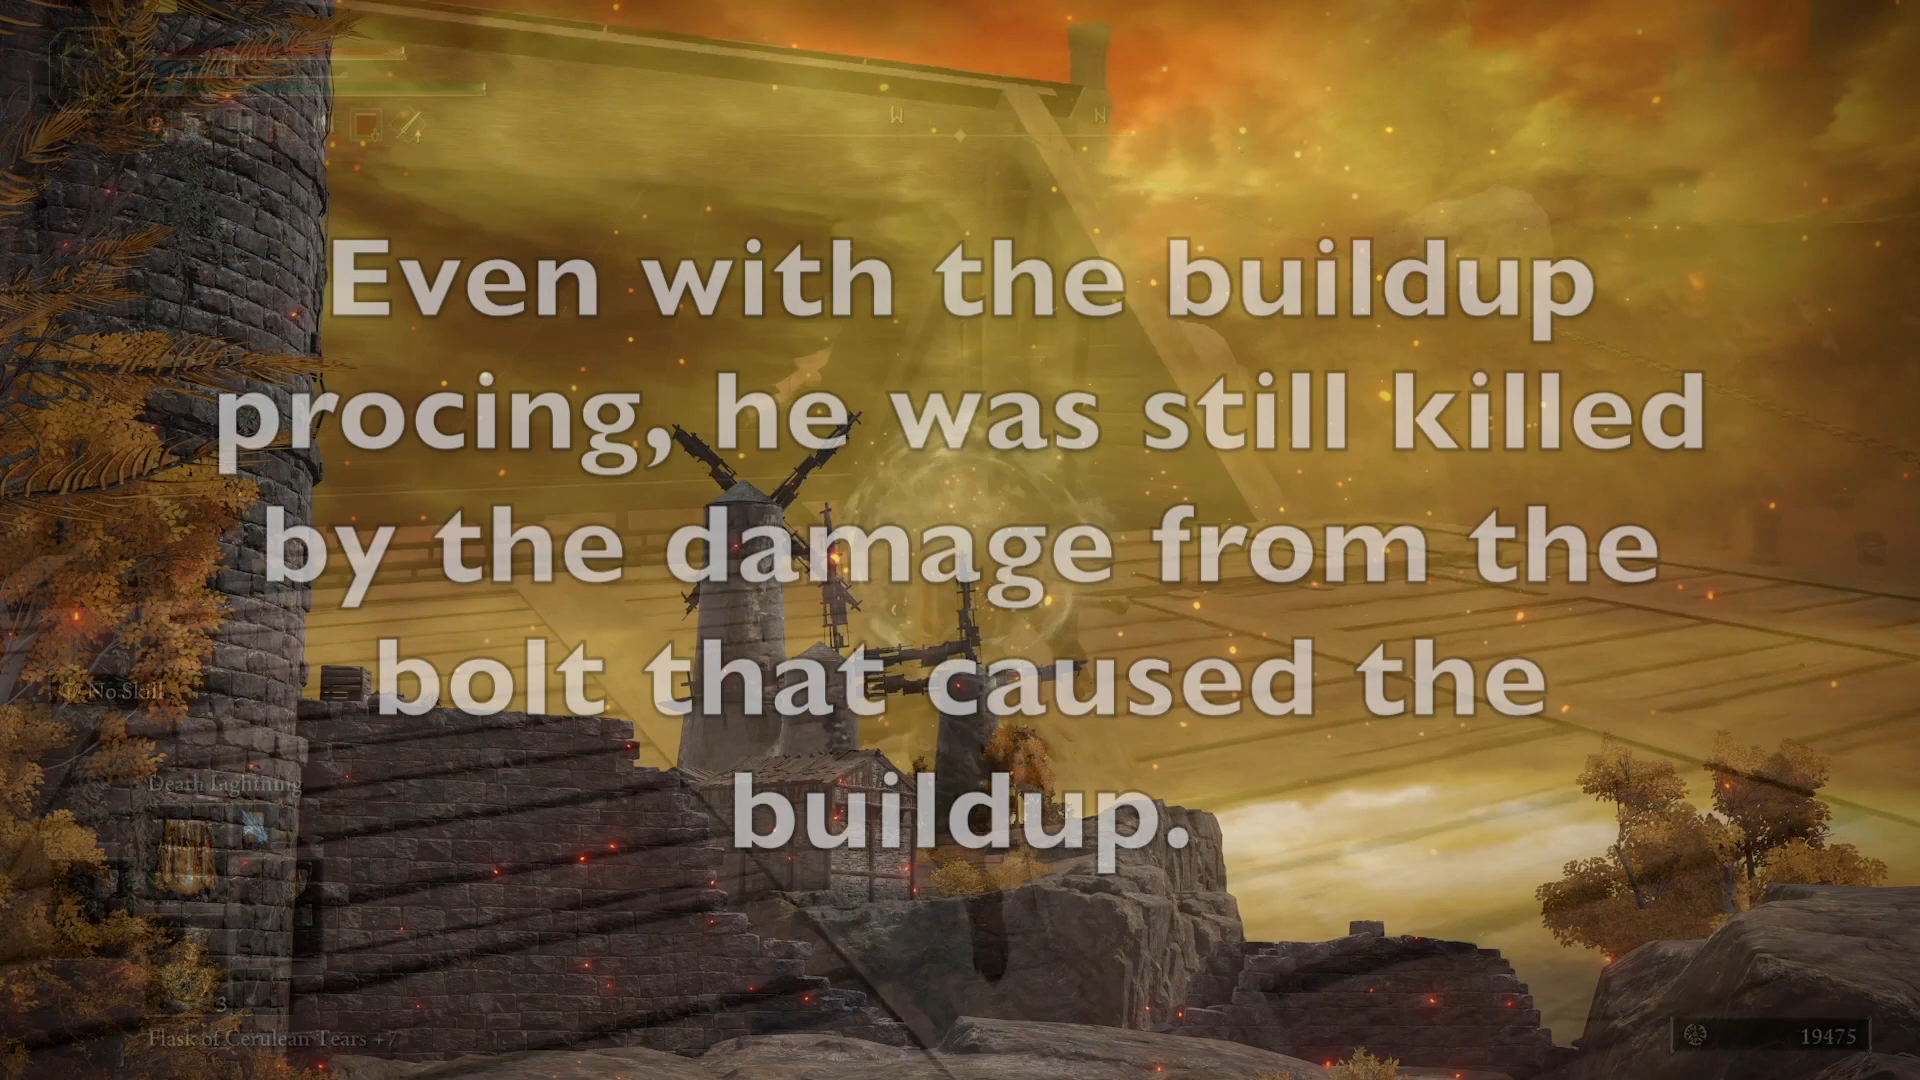 W N
Even with the buildup
procing, he was still killed
by the damage from the
bolt that caused the
buildup.
No Skill
Death Lightning
3
Flask of Cerulean Tears +7
19475